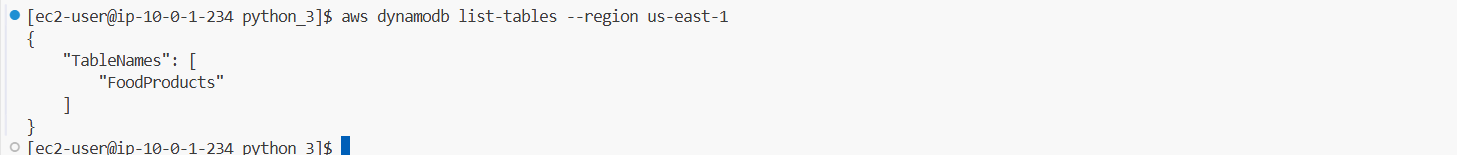 [ec2-user@ip-10-0-1-234 python_3]$ aws dynamodb list-tables --region us-east-1
{
    "TableNames": [
        "FoodProducts"
    ]
}
[ec2-user@ip-10-0-1-234 python_3]$